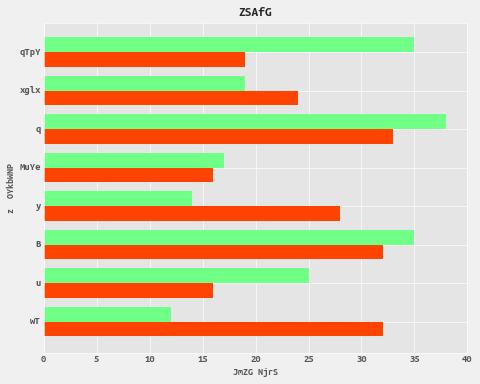 ZSAfG
qTpY
xglx
q
MuYe
y
B
u
wT
z OYkbWNP
0 5 10 15 20 25 30 35 40
JmZG NjrS